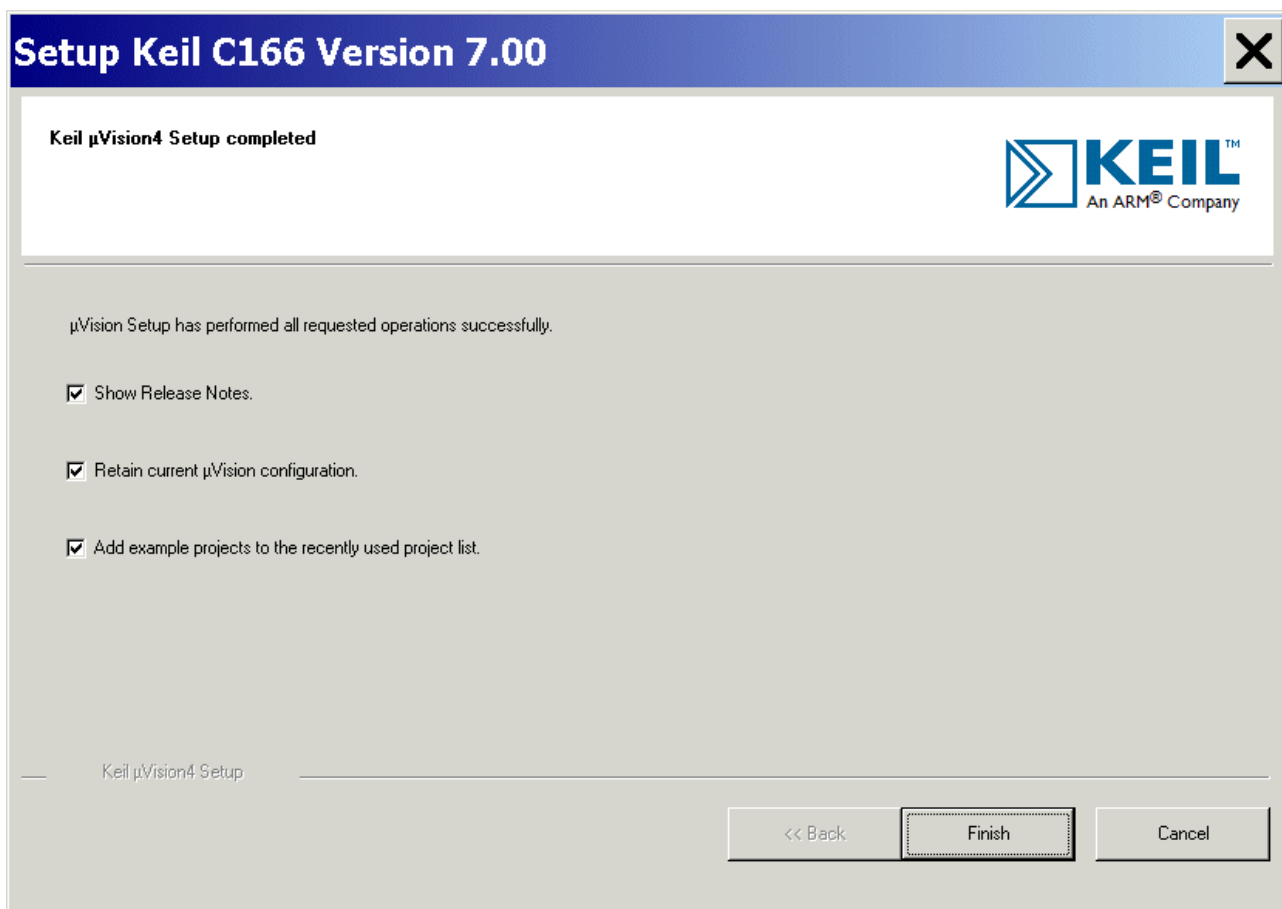 Setup Keil C166 Version 7.00
Keil µVision4 Setup completed
KEIL™
An ARM® Company
µVision Setup has performed all requested operations successfully.
Show Release Notes.
Retain current µVision configuration.
Add example projects to the recently used project list.
Keil µVision4 Setup
<< Back
Finish
Cancel